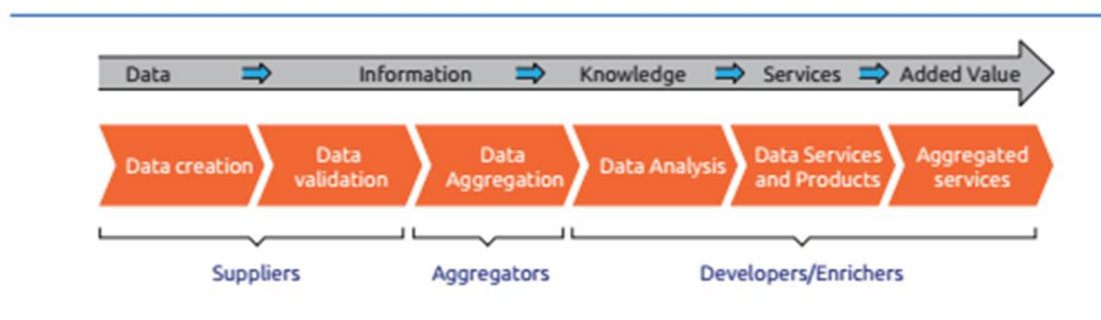 Data Information Knowledge Services Added Value
Data creation
Data
validation
Data
Aggregation
Data Analysis
Data Services
and Products
Aggregated
services
Suppliers Aggregators Developers/Enrichers